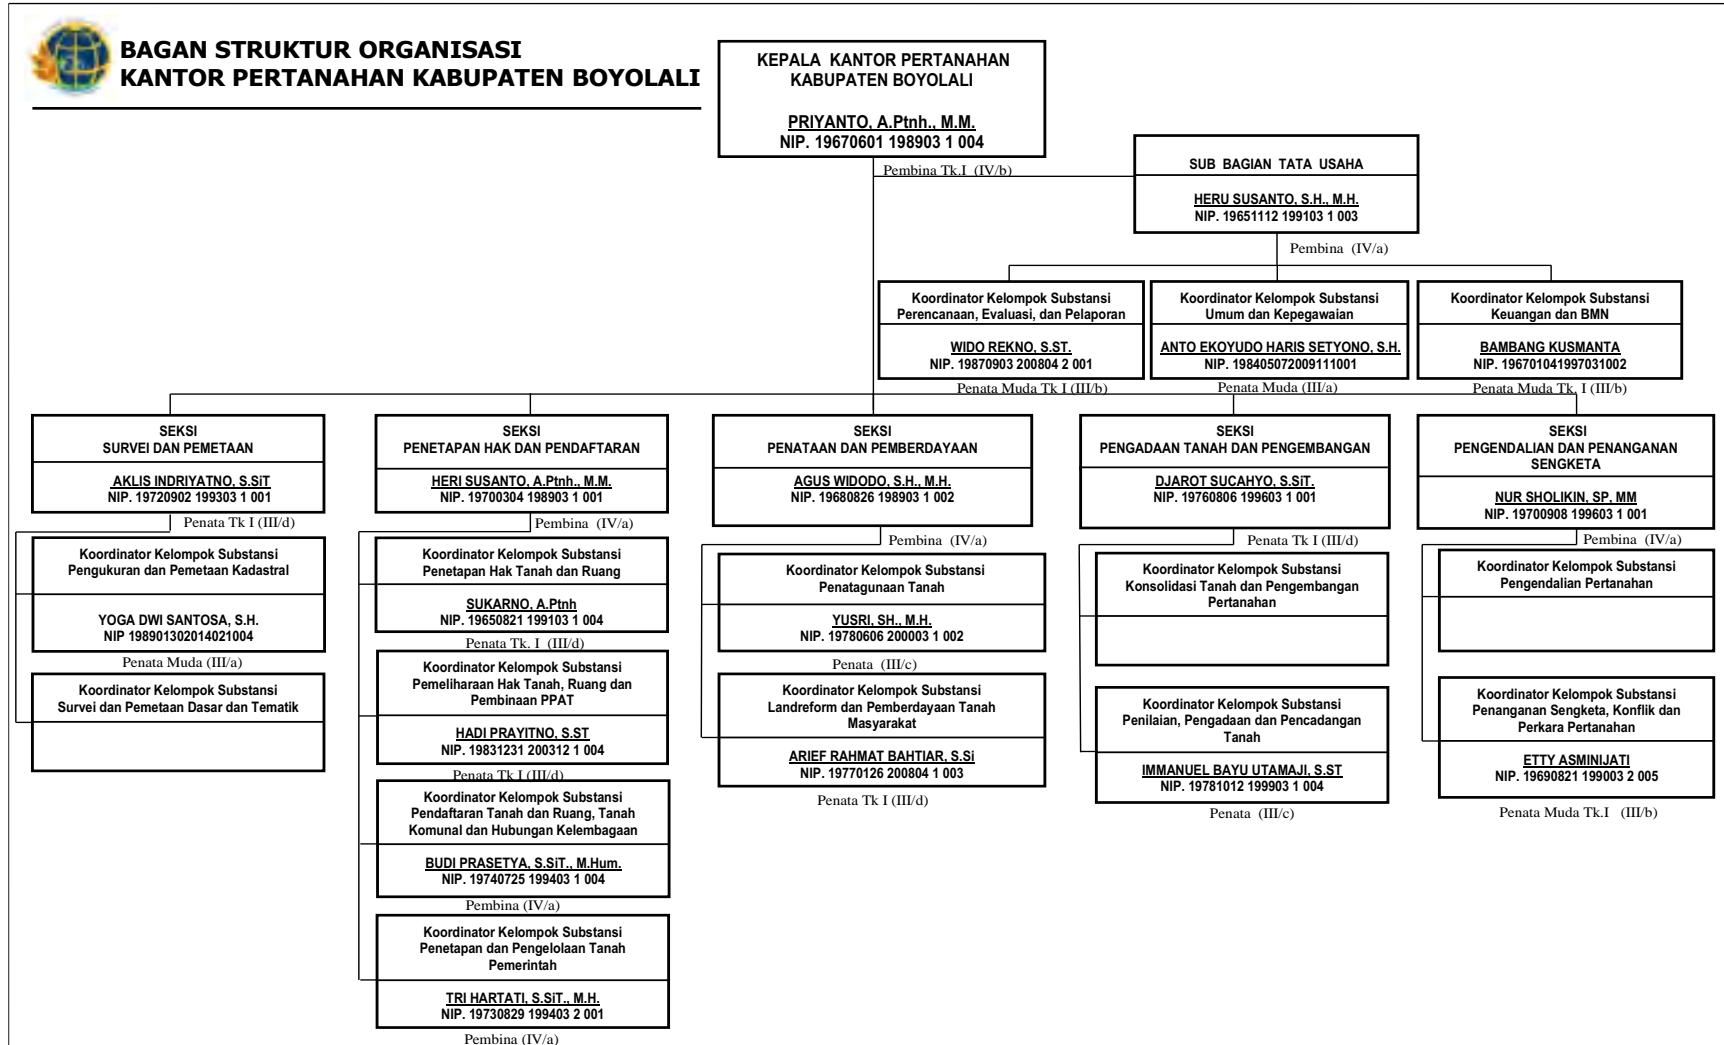 BAGAN STRUKTUR ORGANISASI
KANTOR PERTANAHAN KABUPATEN BOYOLALI
KEPALA KANTOR PERTANAHAN
KABUPATEN BOYOLALI
PRIYANTO, A.Ptnh., M.M.
NIP. 19670601 198903 1 004
Pembina Tk.I (IV/b)
SUB BAGIAN TATA USAHA
HERU SUSANTO, S.H., M.H.
NIP. 19651112 199103 1 003
Pembina (IV/a)
Koordinator Kelompok Substansi
Perencanaan, Evaluasi, dan Pelaporan
WIDO REKNO, S.ST.
NIP. 19870903 200804 2 001
Penata Muda Tk I (III/b)
Koordinator Kelompok Substansi
Umum dan Kepegawaian
ANTO EKOYUDO HARIS SETYONO, S.H.
NIP. 198405072009111001
Penata Muda (III/a)
Koordinator Kelompok Substansi
Keuangan dan BMN
BAMBANG KUSMANTA
NIP. 196701041997031002
Penata Muda Tk. I (III/b)
SEKSI
SURVEI DAN PEMETAAN
AKLIS INDRIYATNO, S.SiT
NIP. 19720902 199303 1 001
Penata Tk I (III/d)
Koordinator Kelompok Substansi
Pengukuran dan Pemetaan Kadastral
YOGA DWI SANTOSA, S.H.
NIP 198901302014021004
Penata Muda (III/a)
Koordinator Kelompok Substansi
Survei dan Pemetaan Dasar dan Tematik
SEKSI
PENETAPAN HAK DAN PENDAFTARAN
HERI SUSANTO, A.Ptnh., M.M.
NIP. 19700304 198903 1 001
Pembina (IV/a)
Koordinator Kelompok Substansi
Penetapan Hak Tanah dan Ruang
SUKARNO, A.Ptnh
NIP. 19650821 199103 1 004
Penata Tk. I (III/d)
Koordinator Kelompok Substansi
Pemeliharaan Hak Tanah, Ruang dan
Pembinaan PPAT
HADI PRAYITNO, S.ST
NIP. 19831231 200312 1 004
Penata Tk I (III/d)
Koordinator Kelompok Substansi
Pendaftaran Tanah dan Ruang, Tanah
Komunal dan Hubungan Kelembagaan
BUDI PRASETYA, S.SiT., M.Hum.
NIP. 19740725 199403 1 004
Pembina (IV/a)
Koordinator Kelompok Substansi
Penetapan dan Pengelolaan Tanah
Pemerintah
TRI HARTATI, S.SiT., M.H.
NIP. 19730829 199403 2 001
Pembina (IV/a)
SEKSI
PENATAAN DAN PEMBERDAYAAN
AGUS WIDODO, S.H., M.H.
NIP. 19680826 198903 1 002
Pembina (IV/a)
Koordinator Kelompok Substansi
Penatagunaan Tanah
YUSRI, SH., M.H.
NIP. 19780606 200003 1 002
Penata (III/c)
Koordinator Kelompok Substansi
Landreform dan Pemberdayaan Tanah
Masyarakat
ARIEF RAHMAT BAHTIAR, S.Si
NIP. 19770126 200804 1 003
Penata Tk I (III/d)
SEKSI
PENGADAAN TANAH DAN PENGEMBANGAN
DJAROT SUCAHYO, S.SiT.
NIP. 19760806 199603 1 001
Penata Tk I (III/d)
Koordinator Kelompok Substansi
Konsolidasi Tanah dan Pengembangan
Pertanahan
Koordinator Kelompok Substansi
Penilaian, Pengadaan dan Pencadangan
Tanah
IMMANUEL BAYU UTAMAJI, S.ST
NIP. 19781012 199903 1 004
Penata (III/c)
SEKSI
PENGENDALIAN DAN PENANGANAN
SENGKETA
NUR SHOLIKIN, SP, MM
NIP. 19700908 199603 1 001
Pembina (IV/a)
Koordinator Kelompok Substansi
Pengendalian Pertanahan
Koordinator Kelompok Substansi
Penanganan Sengketa, Konflik dan
Perkara Pertanahan
ETTY ASMINIJATI
NIP. 19690821 199003 2 005
Penata Muda Tk.I (III/b)